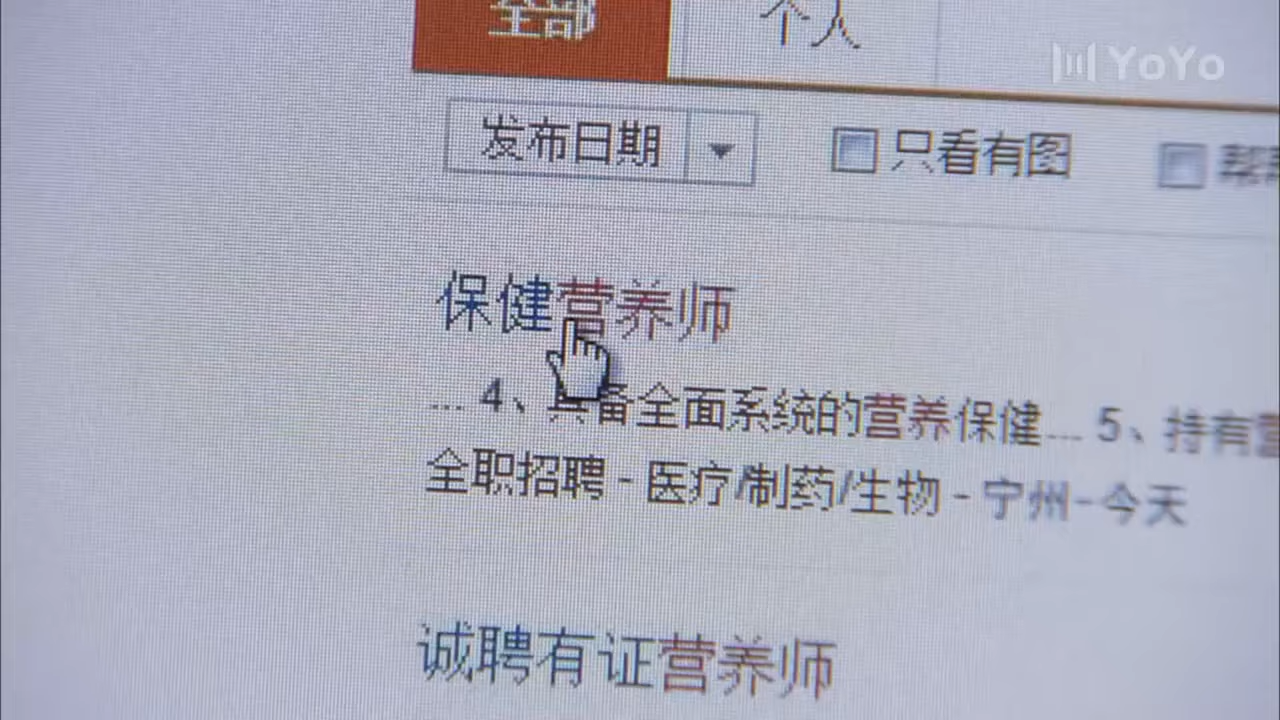 全部 个人
YoYo
发布日期 只看有图 帮
保健营养师
... 4、具备全面系统的营养保健... 5、持有营
全职招聘 - 医疗/制药/生物 - 宁州 - 今天
诚聘有证营养师